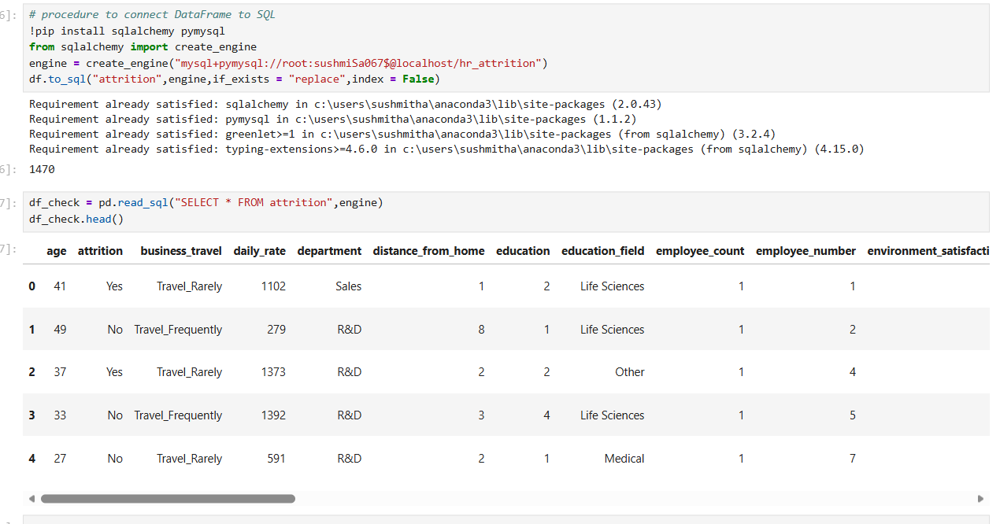 6]: # procedure to connect DataFrame to SQL
!pip install sqlalchemy pymysql
from sqlalchemy import create_engine
engine = create_engine("mysql+pymysql://root:sushmiSa067$@localhost/hr_attrition")
df.to_sql("attrition",engine,if_exists = "replace",index = False)
Requirement already satisfied: sqlalchemy in c:\users\sushmitha\anaconda3\lib\site-packages (2.0.43)
Requirement already satisfied: pymysql in c:\users\sushmitha\anaconda3\lib\site-packages (1.1.2)
Requirement already satisfied: greenlet>=1 in c:\users\sushmitha\anaconda3\lib\site-packages (from sqlalchemy) (3.2.4)
Requirement already satisfied: typing-extensions>=4.6.0 in c:\users\sushmitha\anaconda3\lib\site-packages (from sqlalchemy) (4.15.0)
6]: 1470
7]: df_check = pd.read_sql("SELECT * FROM attrition",engine)
df_check.head()
7]:
age attrition business_travel daily_rate department distance_from_home education education_field employee_count employee_number environment_satisfacti
0 41 Yes Travel_Rarely 1102 Sales 1 2 Life Sciences 1 1
1 49 No Travel_Frequently 279 R&D 8 1 Life Sciences 1 2
2 37 Yes Travel_Rarely 1373 R&D 2 2 Other 1 4
3 33 No Travel_Frequently 1392 R&D 3 4 Life Sciences 1 5
4 27 No Travel_Rarely 591 R&D 2 1 Medical 1 7